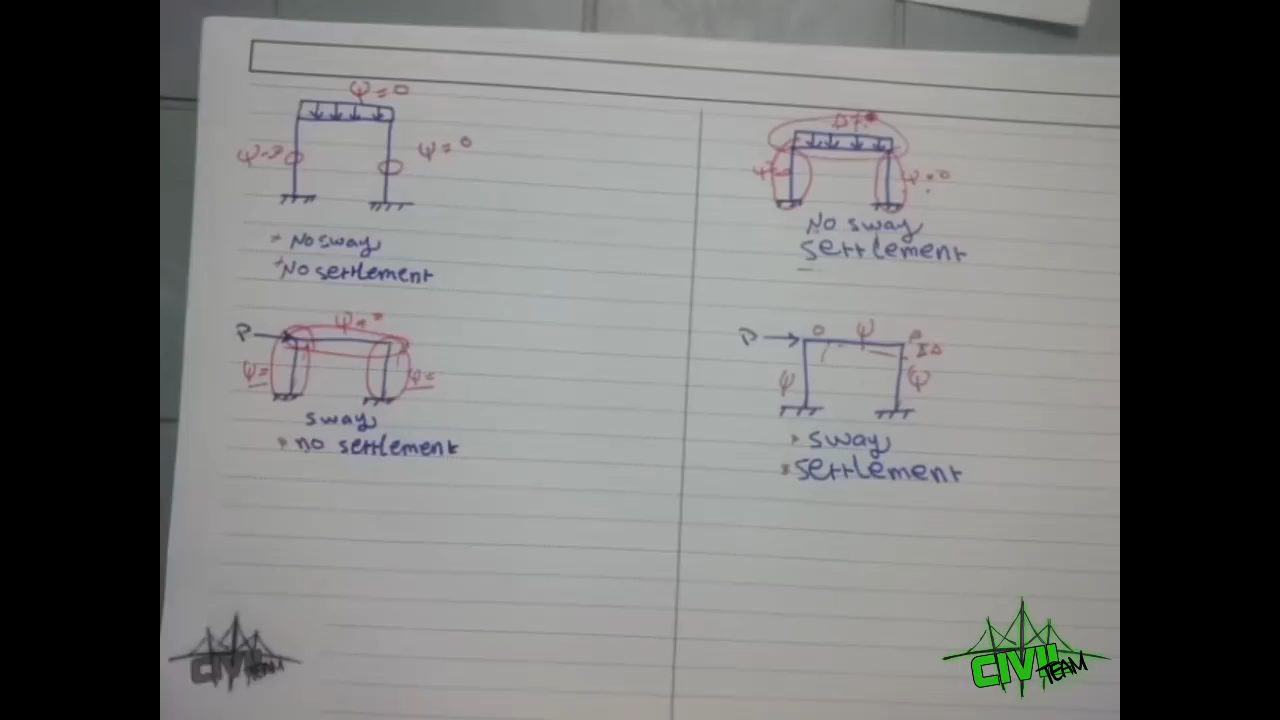 Ψ = 0
Ψ = 0
* No sway
* No settlement
Ψ = 0
No sway
settlement
P
Ψ =
Ψ =
Ψ =
sway
* no settlement
P
Ψ
Δ
Ψ
Ψ
* sway
* settlement
CIVIL TEAM
CIVIL TEAM